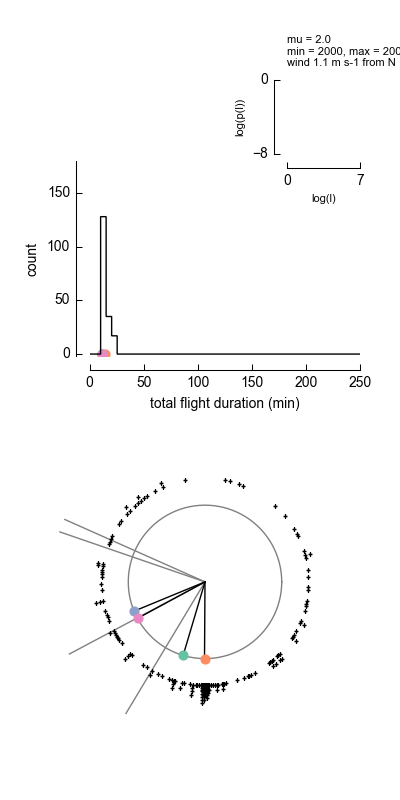 mu = 2.0
min = 2000, max = 200
wind 1.1 m s-1 from N
0
log(p(l))
−8
0 7
log(l)
150
100
50
0
count
0 50 100 150 200 250
total flight duration (min)